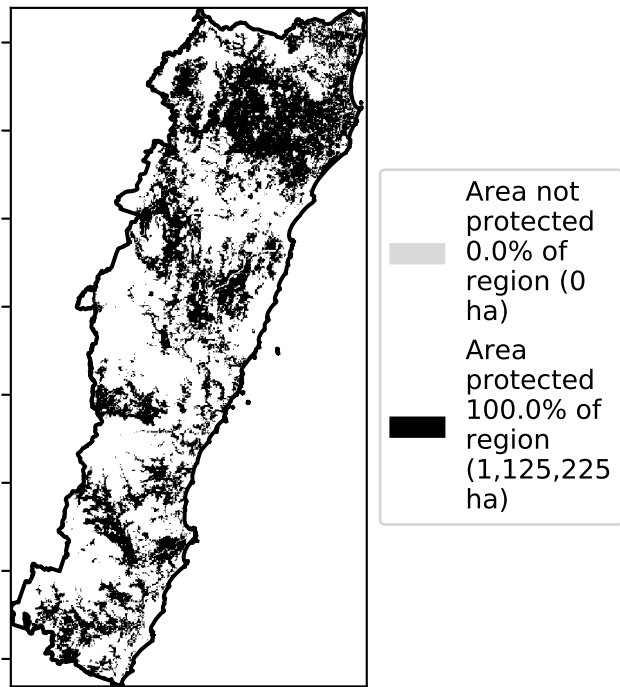 Area not
protected
0.0% of
region (0
ha)
Area
protected
100.0% of
region
(1,125,225
ha)